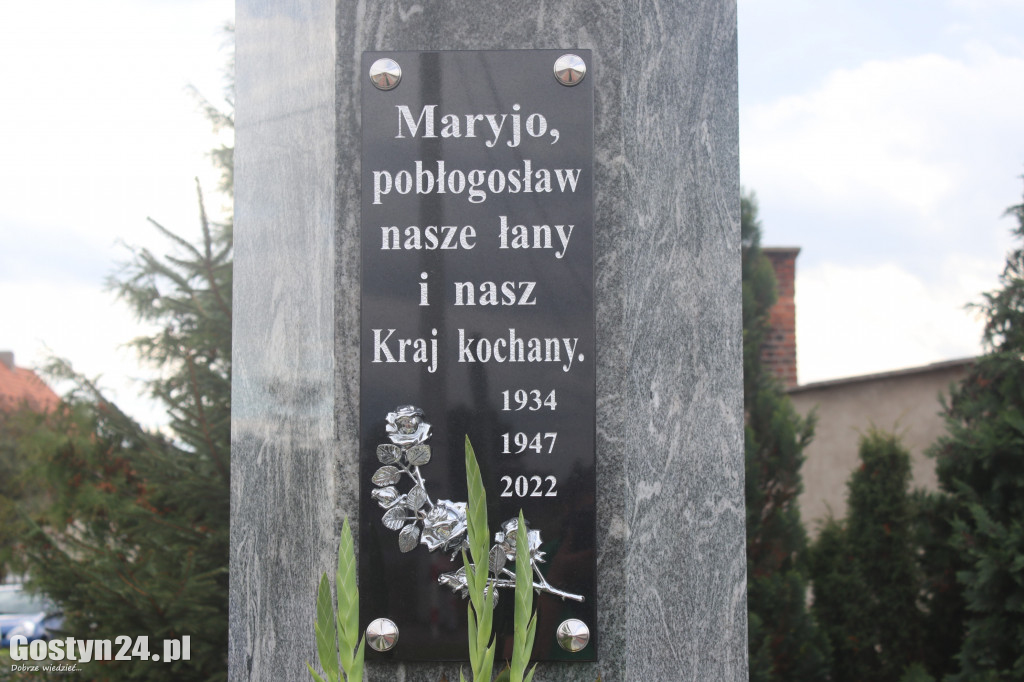 Maryjo,
pobłogosław
nasze łany
i nasz
Kraj kochany.
1934
1947
2022
Gostyn24.pl
Dobrze wiedzieć...